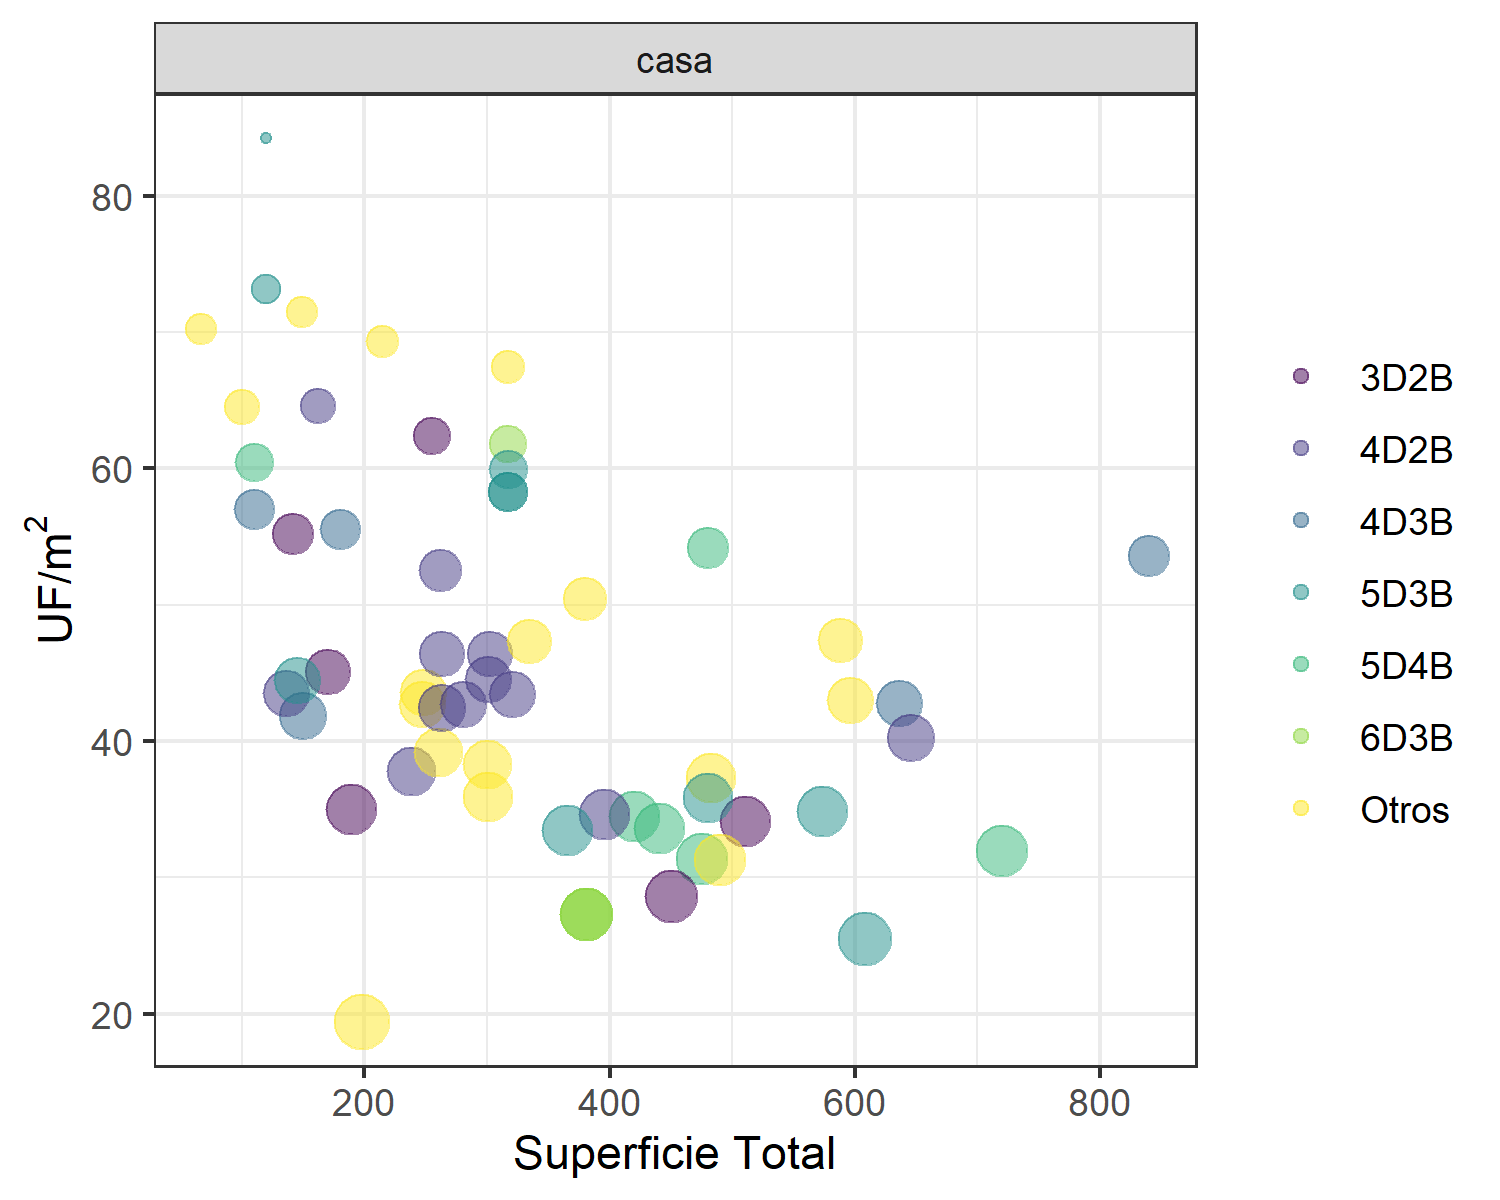 casa
80
60
40
20
UF/m²
200 400 600 800
Superficie Total
3D2B
4D2B
4D3B
5D3B
5D4B
6D3B
Otros